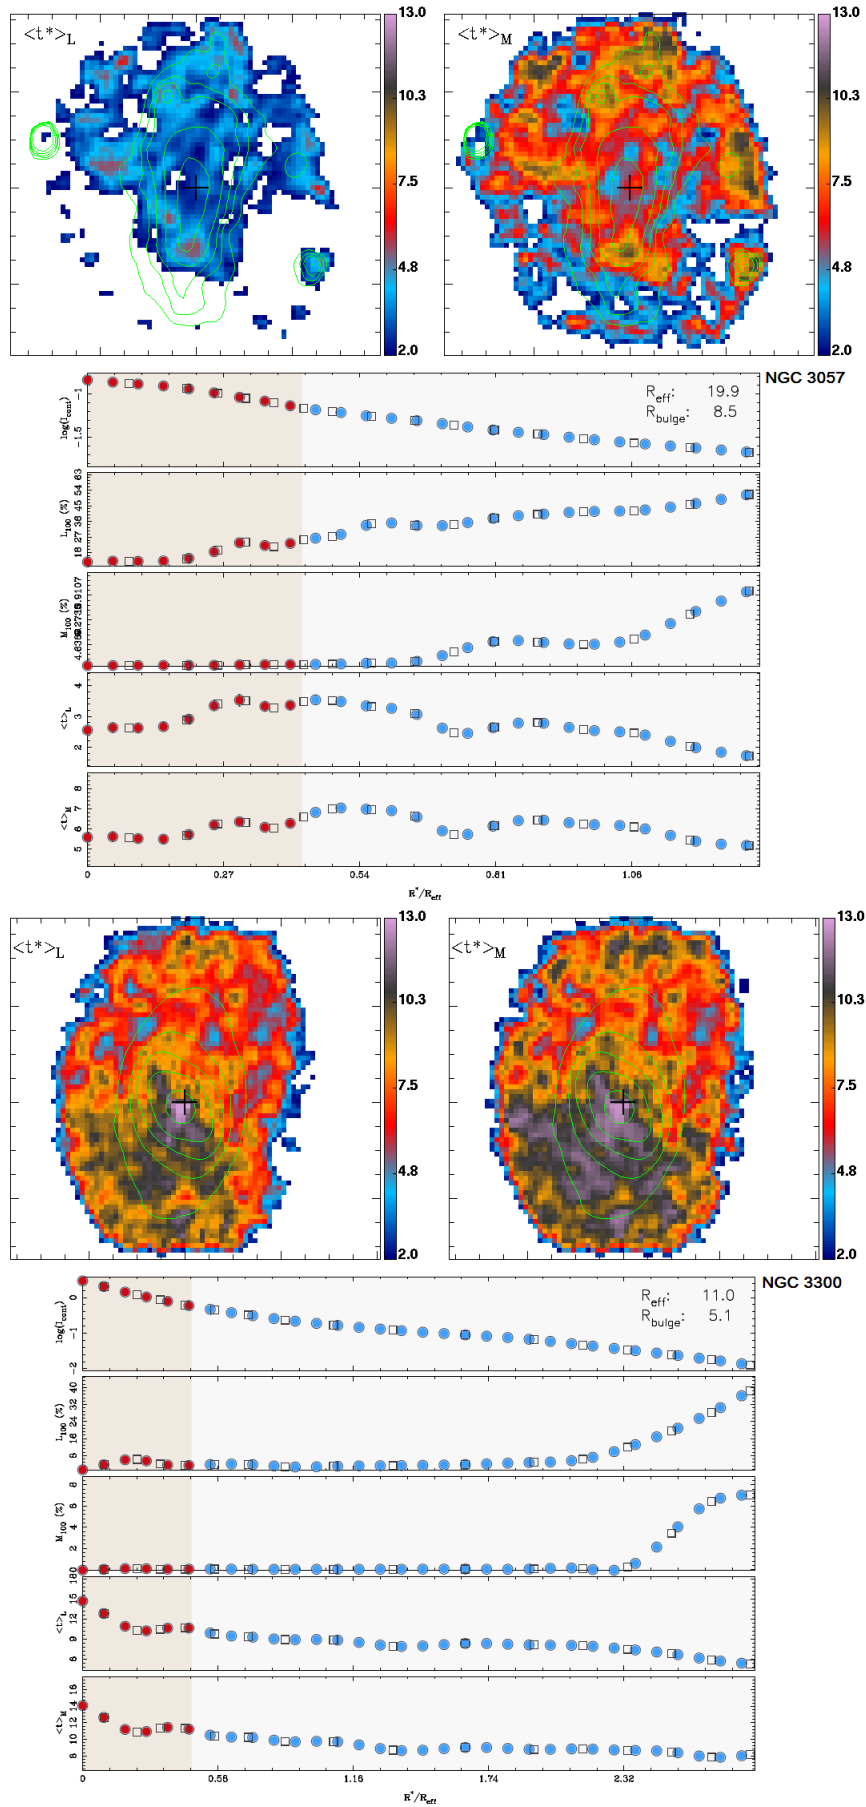 <t*>L
13.0
10.3
7.5
4.8
2.0
<t*>M
13.0
10.3
7.5
4.8
2.0
NGC 3057
Reff: 19.9
Rbulge: 8.5
log(Icont)
-1
-1.5
L100 (%)
18 27 36 45 54 63
M100 (%)
<t>L
2 3 4
<t>M
5 6 7 8
0 0.27 0.54 0.81 1.08
R*/Reff
<t*>L
13.0
10.3
7.5
4.8
2.0
<t*>M
13.0
10.3
7.5
4.8
2.0
NGC 3300
Reff: 11.0
Rbulge: 5.1
log(Icont)
0
-1
-2
L100 (%)
8 16 24 32 40
M100 (%)
0 2 4 6 8
<t>L
6 9 12 15 18
<t>M
8 10 12 14 16
0 0.58 1.16 1.74 2.32
R*/Reff